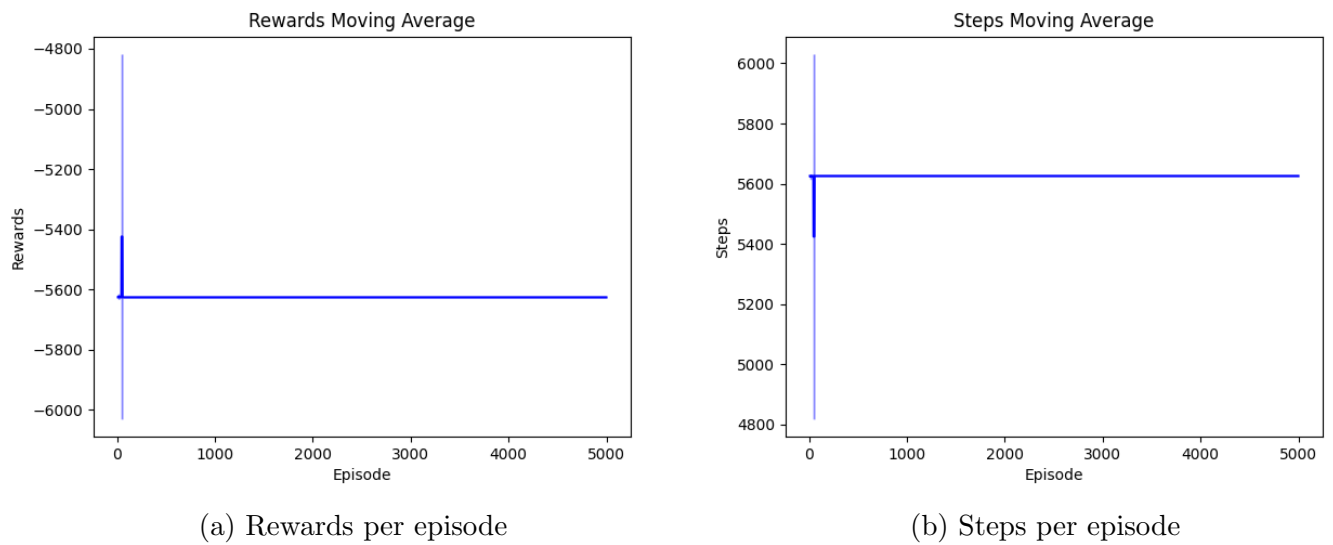 Rewards Moving Average
−4800
−5000
−5200
−5400
−5600
−5800
−6000
Rewards
0 1000 2000 3000 4000 5000
Episode
(a) Rewards per episode
Steps Moving Average
6000
5800
5600
5400
5200
5000
4800
Steps
0 1000 2000 3000 4000 5000
Episode
(b) Steps per episode